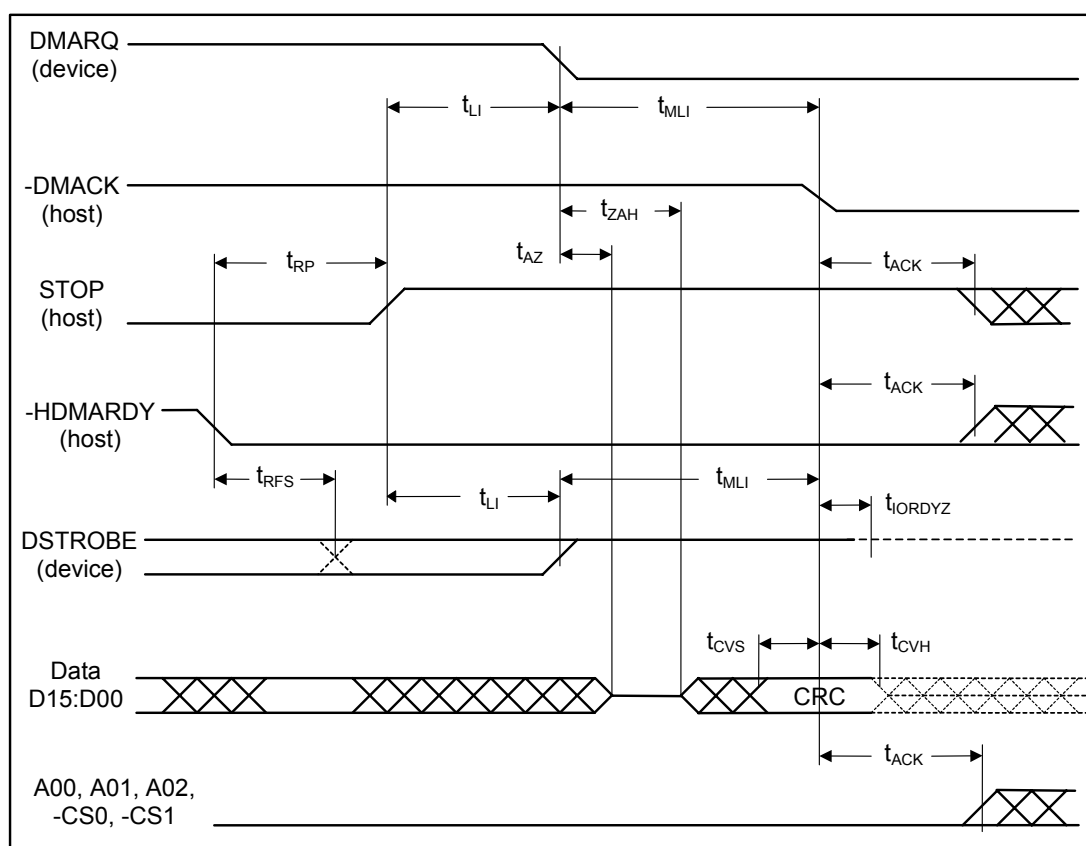 DMARQ
(device)
tLI
tMLI
-DMACK
(host)
tZAH
tAZ
tRP
tACK
STOP
(host)
tACK
-HDMARDY
(host)
tRFS
tLI
tMLI
tIORDYZ
DSTROBE
(device)
tCVS
tCVH
Data
D15:D00
CRC
tACK
A00, A01, A02,
-CS0, -CS1